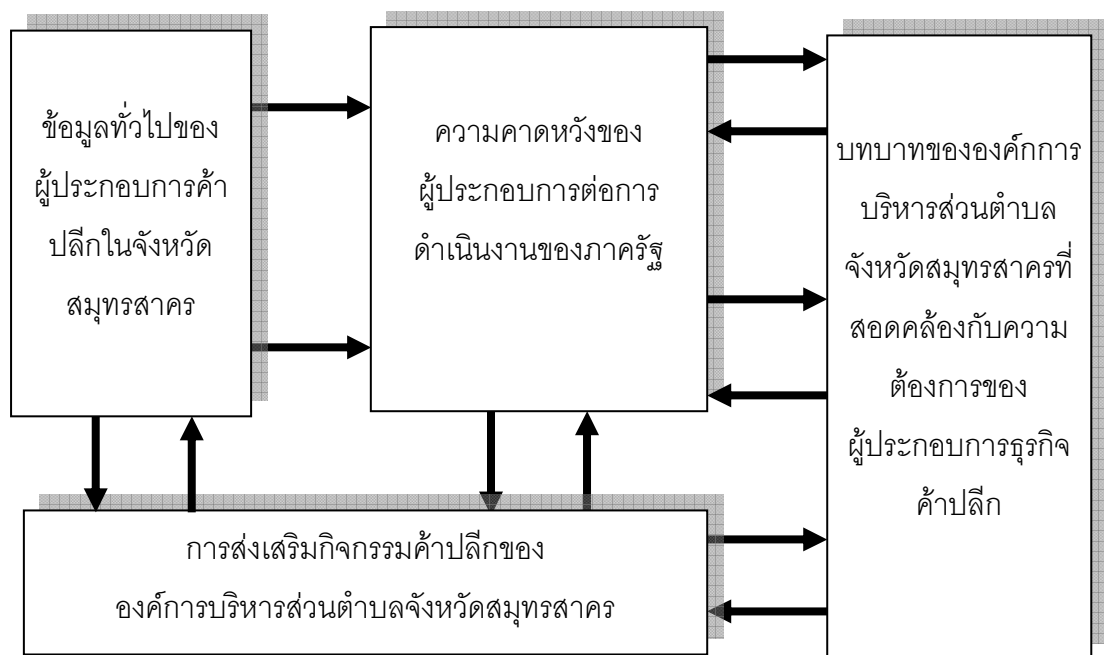 ข้อมูลทั่วไปของ
ผู้ประกอบการค้า
ปลีกในจังหวัด
สมุทรสาคร
ความคาดหวังของ
ผู้ประกอบการต่อการ
ดำเนินงานของภาครัฐ
บทบาทขององค์กการ
บริหารส่วนตำบล
จังหวัดสมุทรสาครที่
สอดคล้องกับความ
ต้องการของ
ผู้ประกอบการธุรกิจ
ค้าปลีก
การส่งเสริมกิจกรรมค้าปลีกของ
องค์การบริหารส่วนตำบลจังหวัดสมุทรสาคร